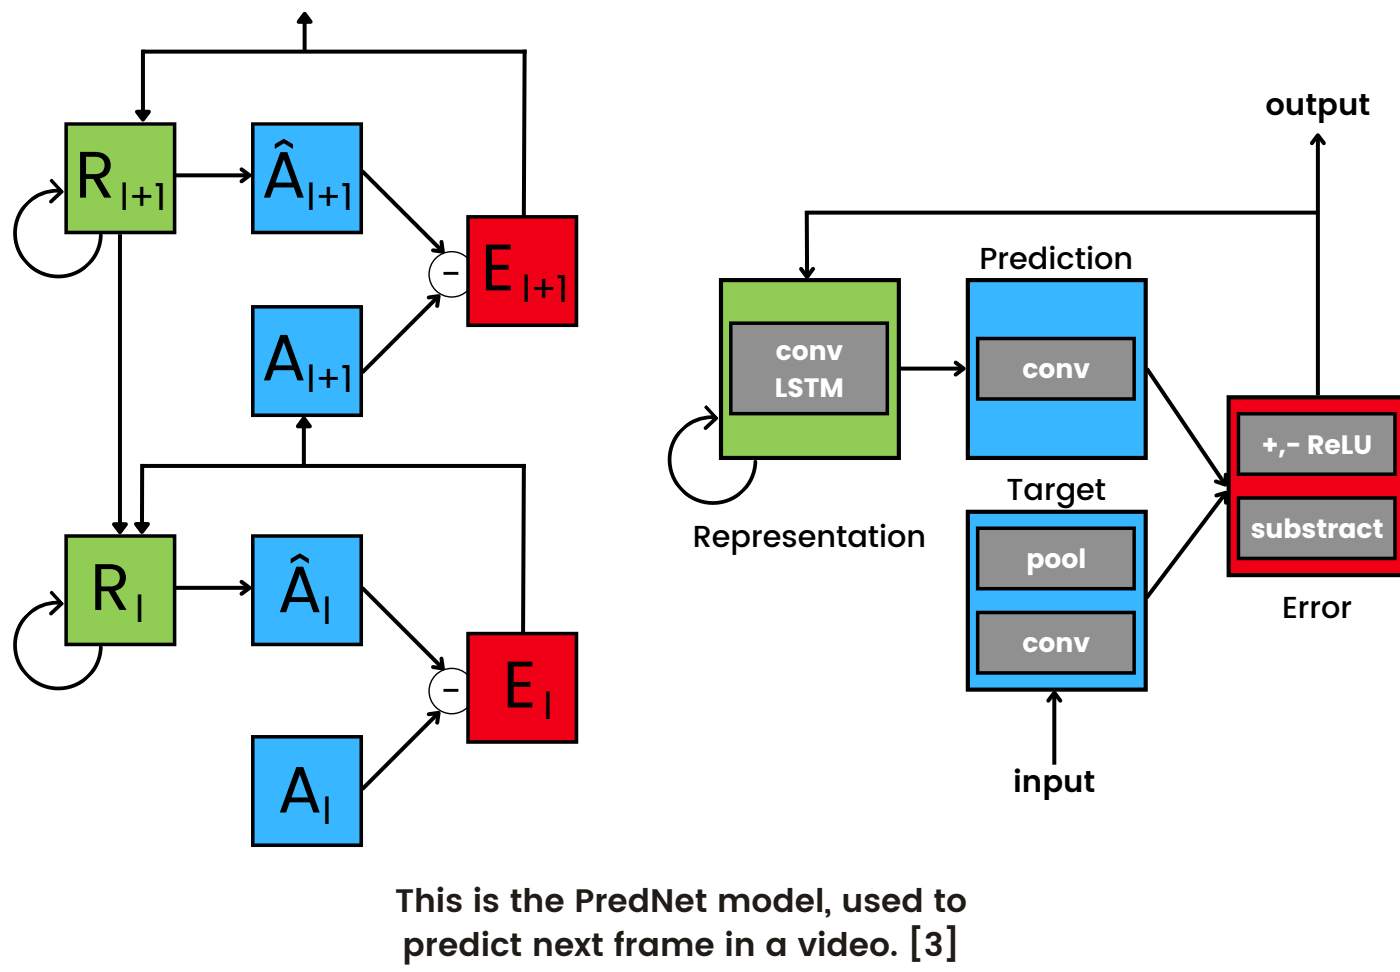 R l+1
Â l+1
E l+1
-
A l+1
R l
Â l
E l
-
A l
output
Prediction
conv
LSTM
conv
+,- ReLU
substract
Target
pool
conv
Representation
Error
input
This is the PredNet model, used to
predict next frame in a video. [3]